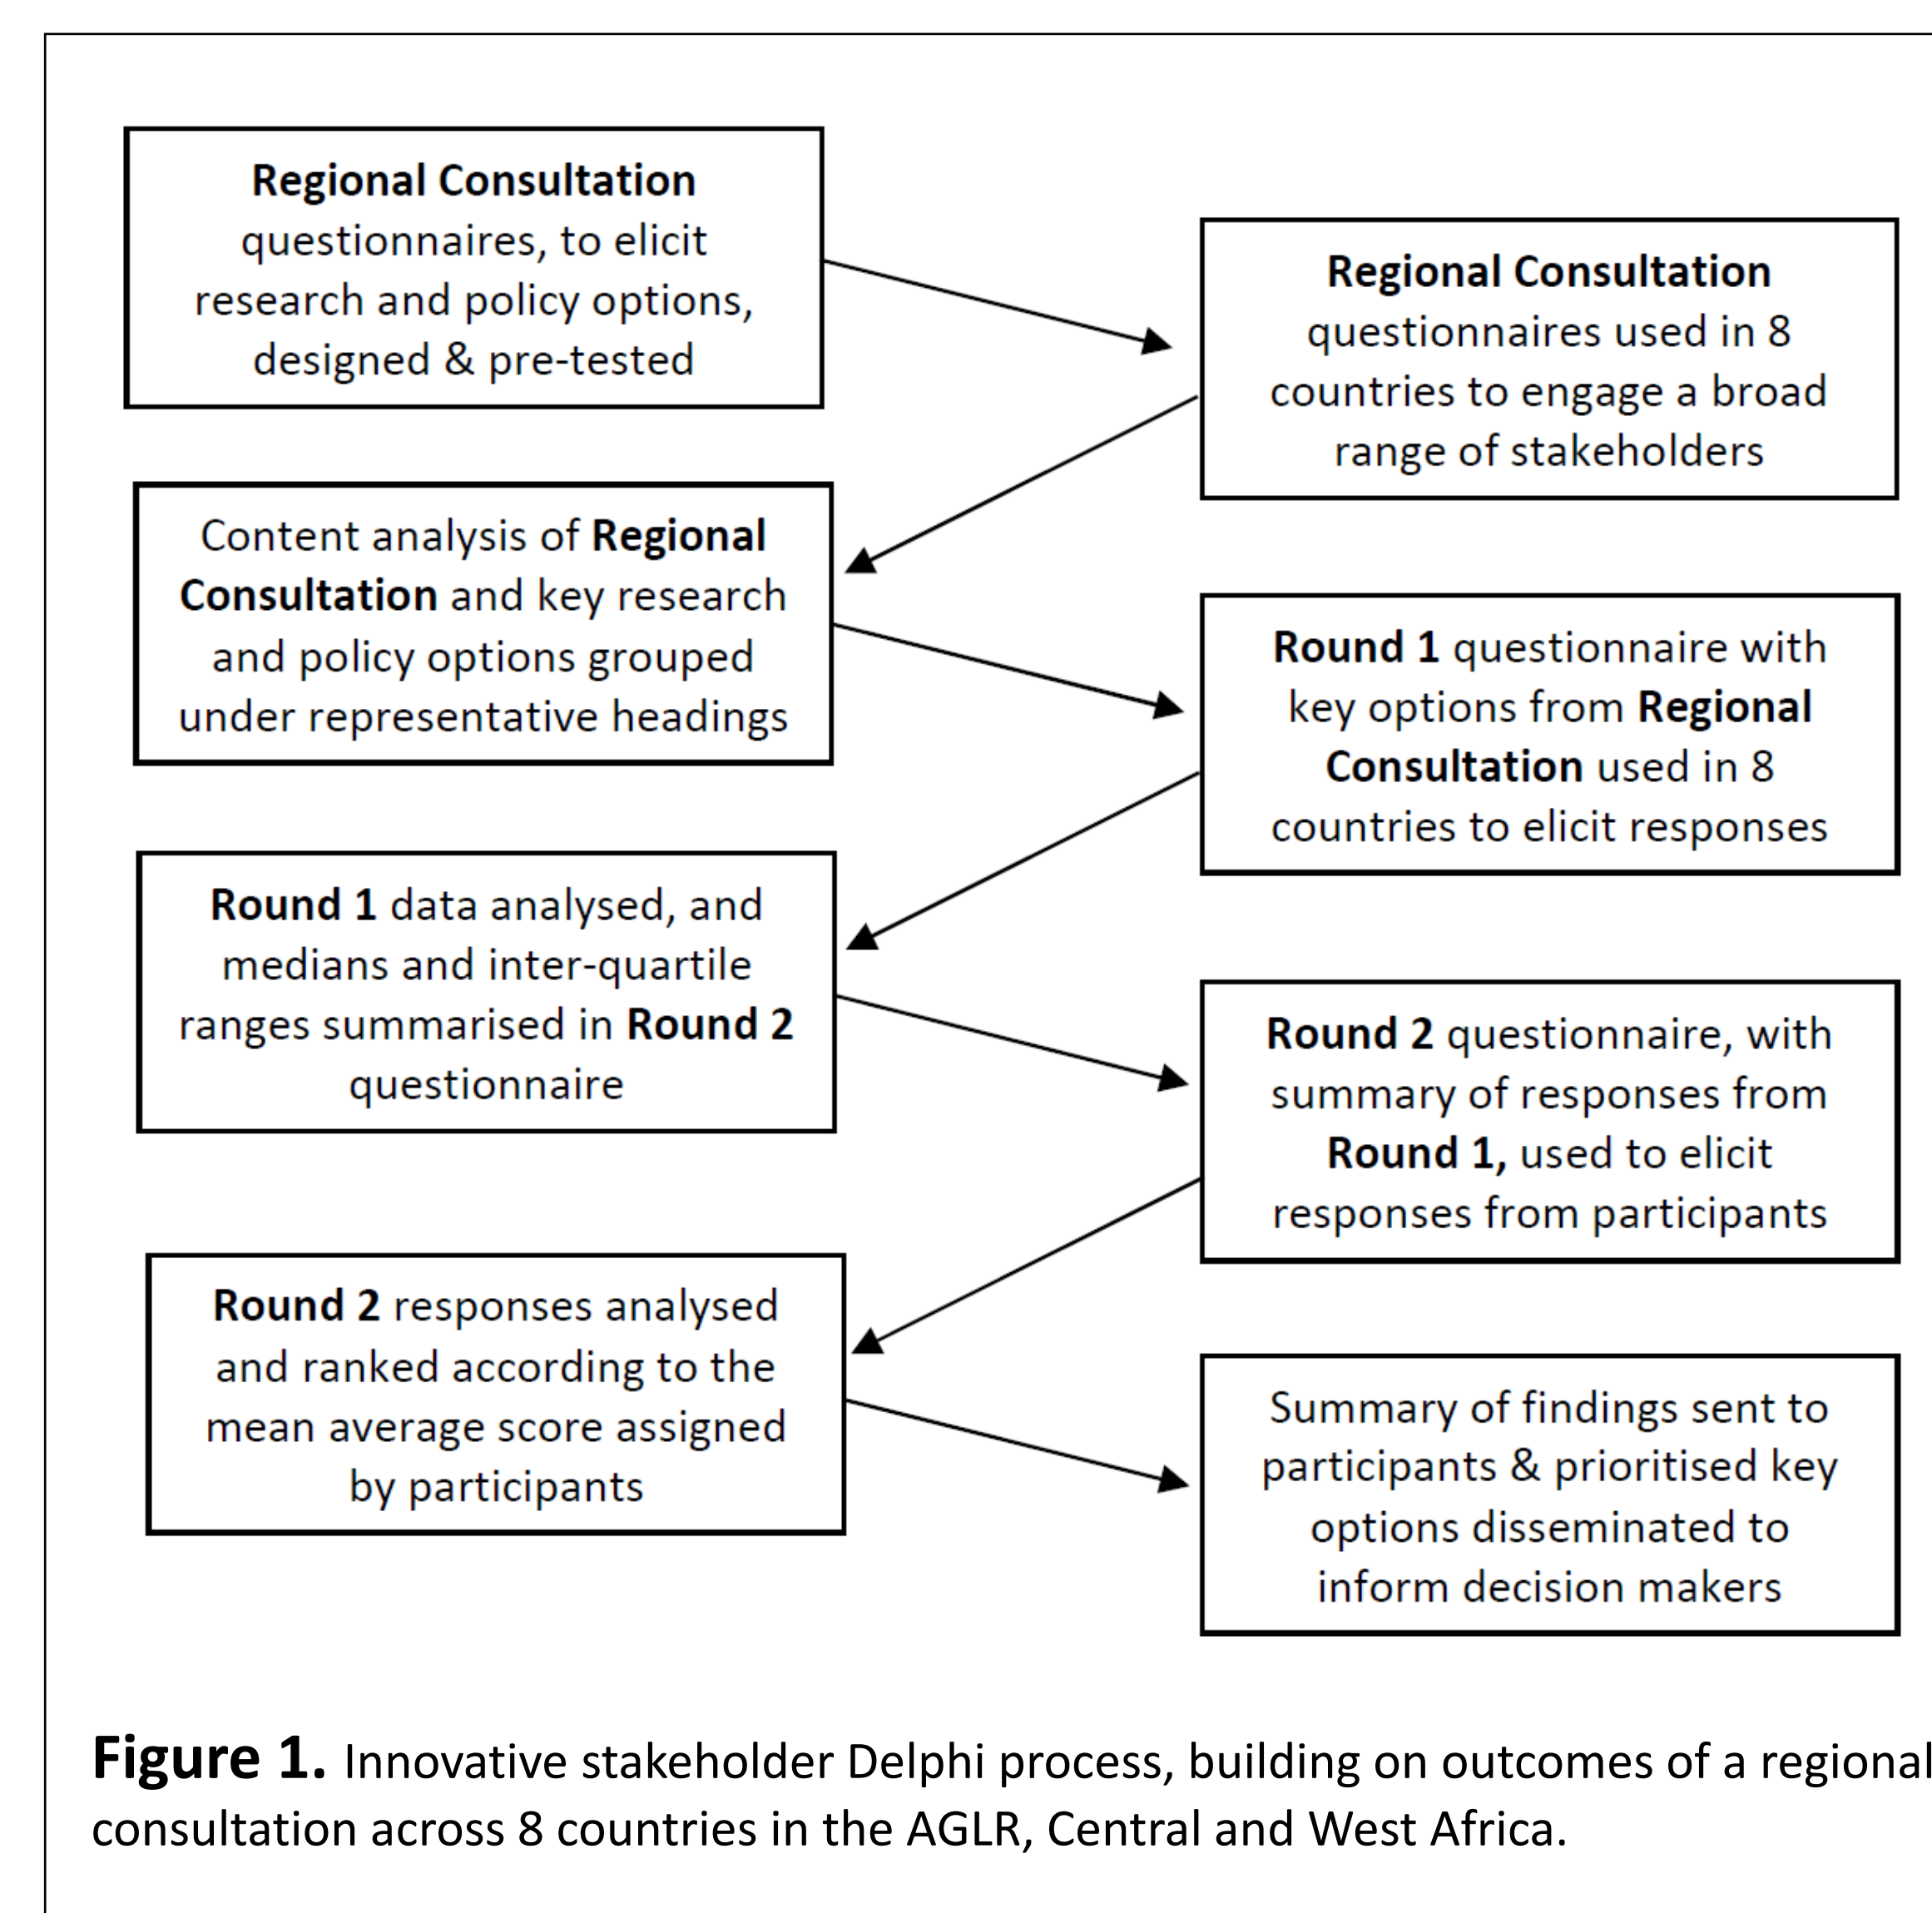 Regional Consultation
questionnaires, to elicit
research and policy options,
designed & pre-tested
Regional Consultation
questionnaires used in 8
countries to engage a broad
range of stakeholders
Content analysis of Regional
Consultation and key research
and policy options grouped
under representative headings
Round 1 questionnaire with
key options from Regional
Consultation used in 8
countries to elicit responses
Round 1 data analysed, and
medians and inter-quartile
ranges summarised in Round 2
questionnaire
Round 2 questionnaire, with
summary of responses from
Round 1, used to elicit
responses from participants
Round 2 responses analysed
and ranked according to the
mean average score assigned
by participants
Summary of findings sent to
participants & prioritised key
options disseminated to
inform decision makers
Figure 1. Innovative stakeholder Delphi process, building on outcomes of a regional
consultation across 8 countries in the AGLR, Central and West Africa.